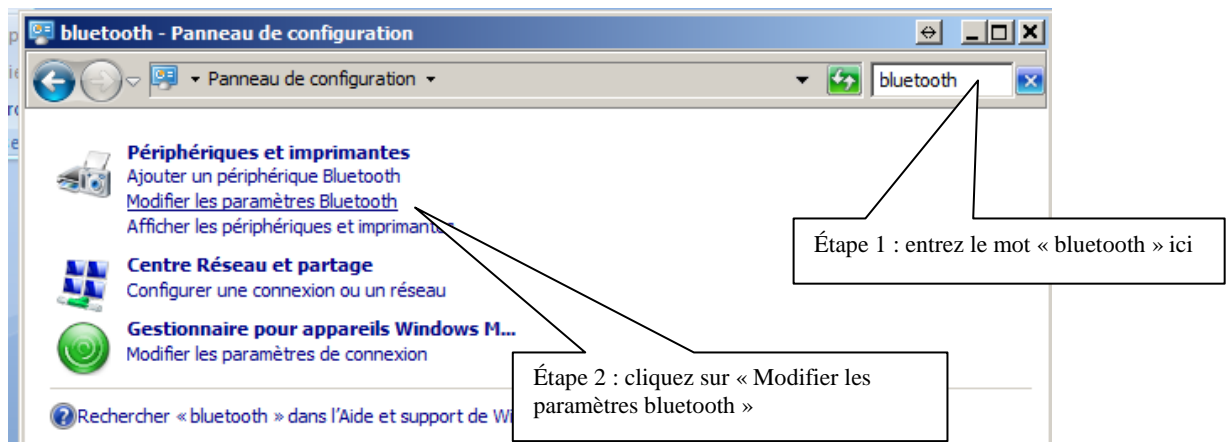 bluetooth - Panneau de configuration
Panneau de configuration
bluetooth
Périphériques et imprimantes
Ajouter un périphérique Bluetooth
Modifier les paramètres Bluetooth
Afficher les périphériques et imprimantes
Étape 1 : entrez le mot « bluetooth » ici
Centre Réseau et partage
Configurer une connexion ou un réseau
Gestionnaire pour appareils Windows M...
Modifier les paramètres de connexion
Étape 2 : cliquez sur « Modifier les
paramètres bluetooth »
Rechercher « bluetooth » dans l'Aide et support de Wi